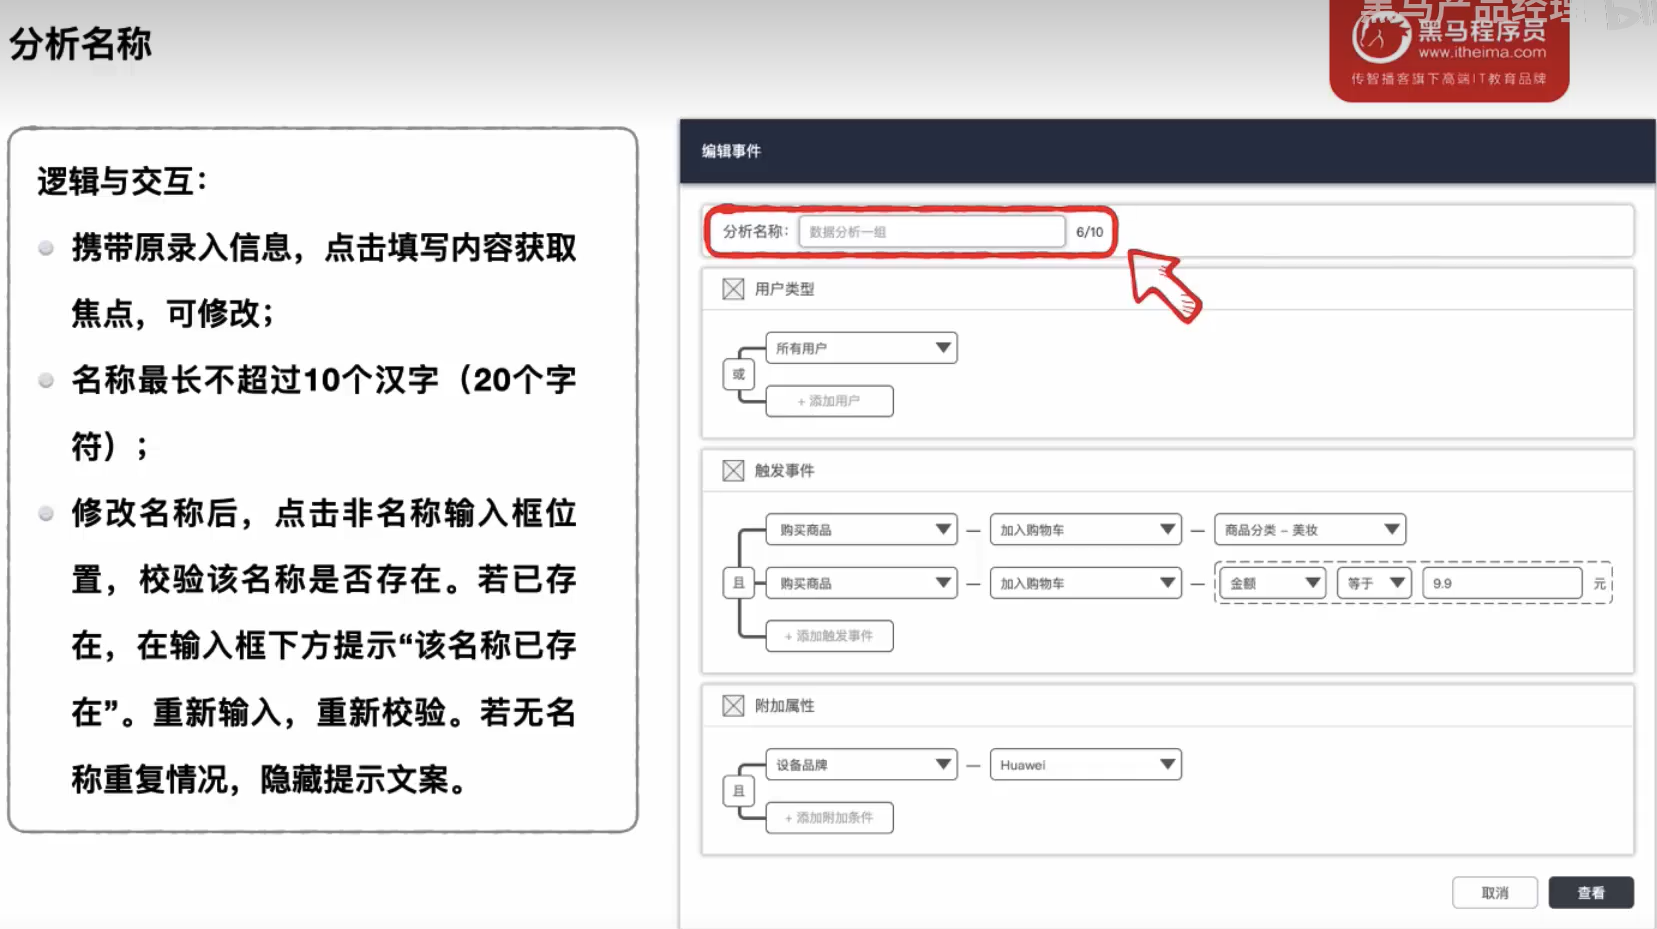 分析名称
黑马产品经理
黑马程序员
www.itheima.com
传智播客旗下高端IT教育品牌
逻辑与交互：
携带原录入信息，点击填写内容获取
焦点，可修改；
名称最长不超过10个汉字（20个字
符）；
修改名称后，点击非名称输入框位
置，校验该名称是否存在。若已存
在，在输入框下方提示“该名称已存
在”。重新输入，重新校验。若无名
称重复情况，隐藏提示文案。
编辑事件
分析名称： 数据分析一组 6/10
用户类型
所有用户
或
+ 添加用户
触发事件
购买商品 — 加入购物车 — 商品分类 – 美妆
且 购买商品 — 加入购物车 — 金额 等于 9.9 元
+ 添加触发事件
附加属性
设备品牌 — Huawei
且
+ 添加附加条件
取消 查看